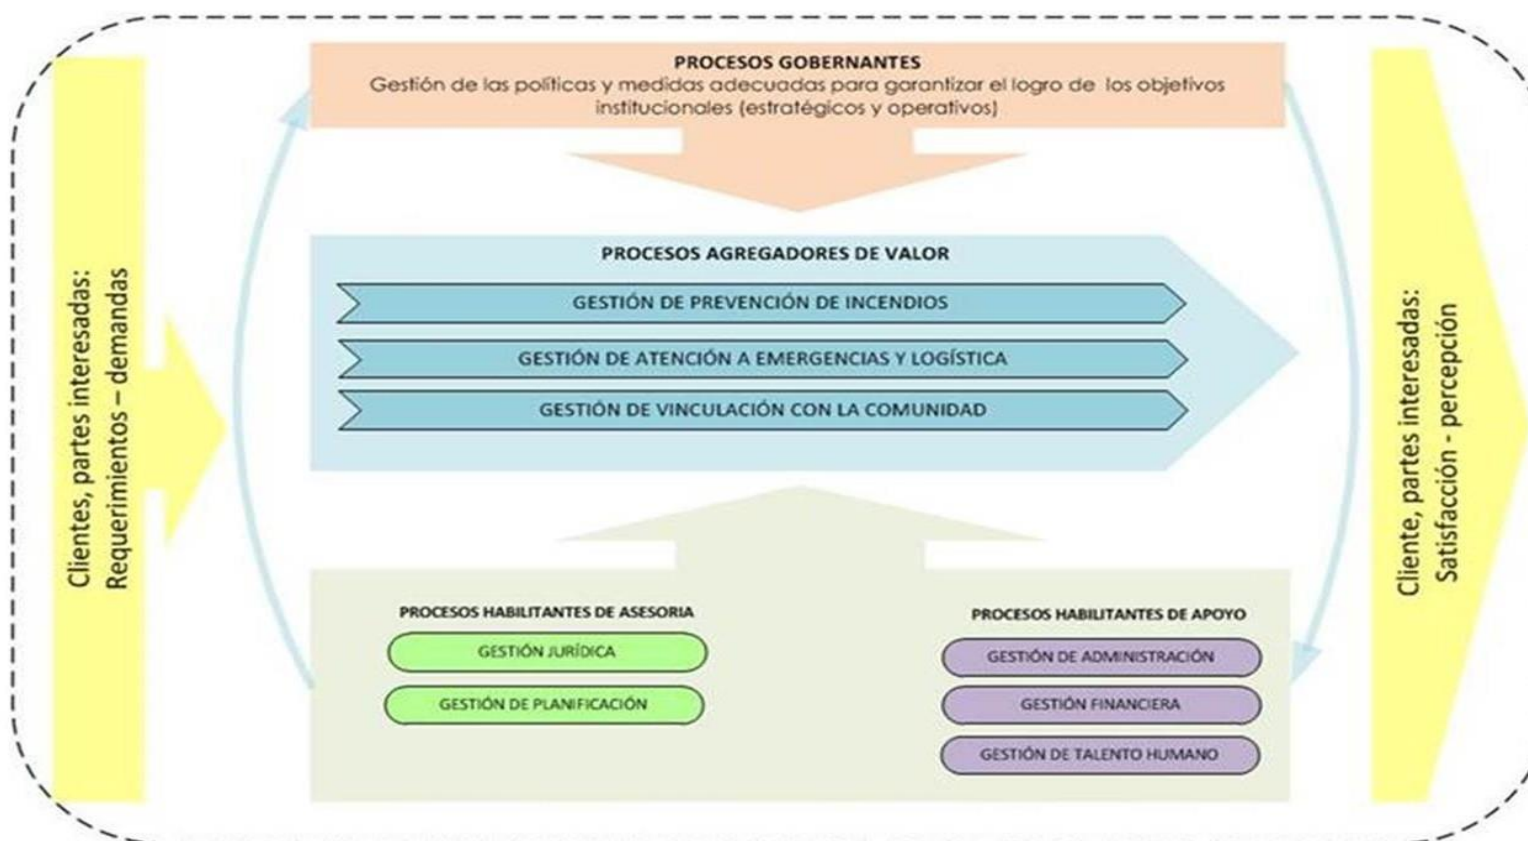 PROCESOS GOBERNANTES
Gestión de las políticas y medidas adecuadas para garantizar el logro de los objetivos
institucionales (estratégicos y operativos)
Clientes, partes interesadas:
Requerimientos – demandas
PROCESOS AGREGADORES DE VALOR
GESTIÓN DE PREVENCIÓN DE INCENDIOS
GESTIÓN DE ATENCIÓN A EMERGENCIAS Y LOGÍSTICA
GESTIÓN DE VINCULACIÓN CON LA COMUNIDAD
Cliente, partes interesadas:
Satisfacción - percepción
PROCESOS HABILITANTES DE ASESORIA
GESTIÓN JURÍDICA
GESTIÓN DE PLANIFICACIÓN
PROCESOS HABILITANTES DE APOYO
GESTIÓN DE ADMINISTRACIÓN
GESTIÓN FINANCIERA
GESTIÓN DE TALENTO HUMANO